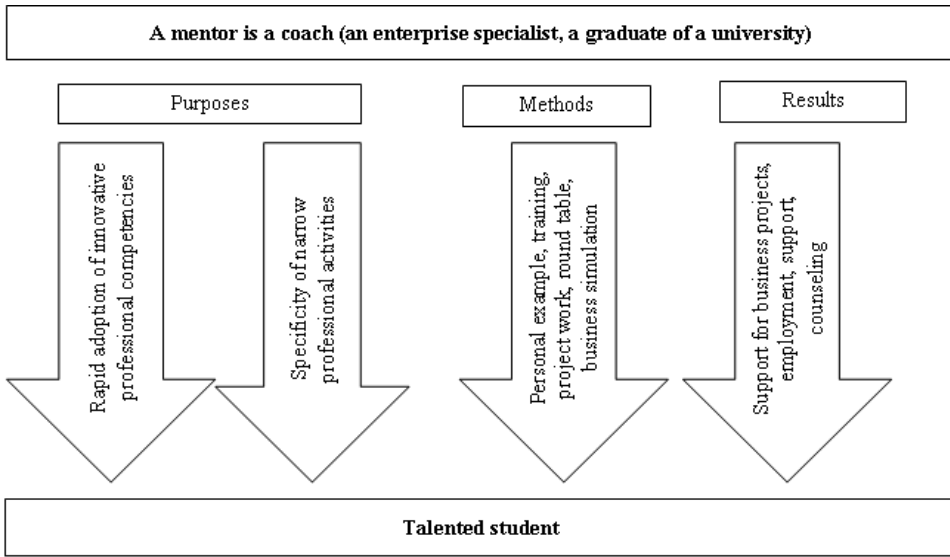 A mentor is a coach (an enterprise specialist, a graduate of a university)
Purposes
Methods
Results
Rapid adoption of innovative
professional competencies
Specificity of narrow
professional activities
Personal example, training,
project work, round table,
business simulation
Support for business projects,
employment, support,
counseling
Talented student